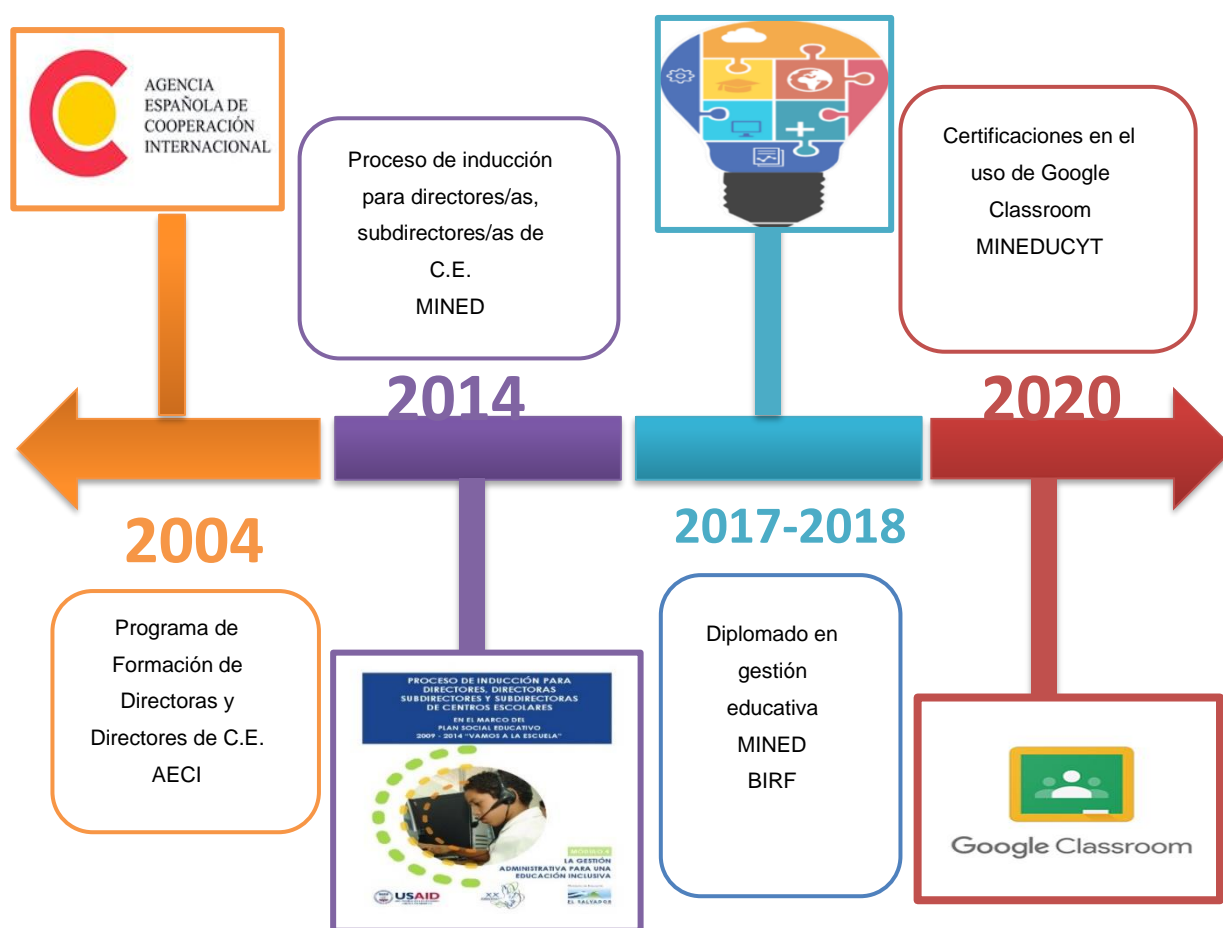 AGENCIA
ESPAÑOLA DE
COOPERACIÓN
INTERNACIONAL
Proceso de inducción
para directores/as,
subdirectores/as de
C.E.
MINED
Certificaciones en el
uso de Google
Classroom
MINEDUCYT
2014
2020
2004
2017-2018
Programa de
Formación de
Directoras y
Directores de C.E.
AECI
PROCESO DE INDUCCIÓN PARA
DIRECTORES, DIRECTORAS
SUBDIRECTORES Y SUBDIRECTORAS
DE CENTROS ESCOLARES
EN EL MARCO DEL
PLAN SOCIAL EDUCATIVO
2009 - 2014 "VAMOS A LA ESCUELA"
LA GESTIÓN
ADMINISTRATIVA PARA UNA
EDUCACIÓN INCLUSIVA
USAID
EL SALVADOR
Diplomado en
gestión
educativa
MINED
BIRF
Google Classroom